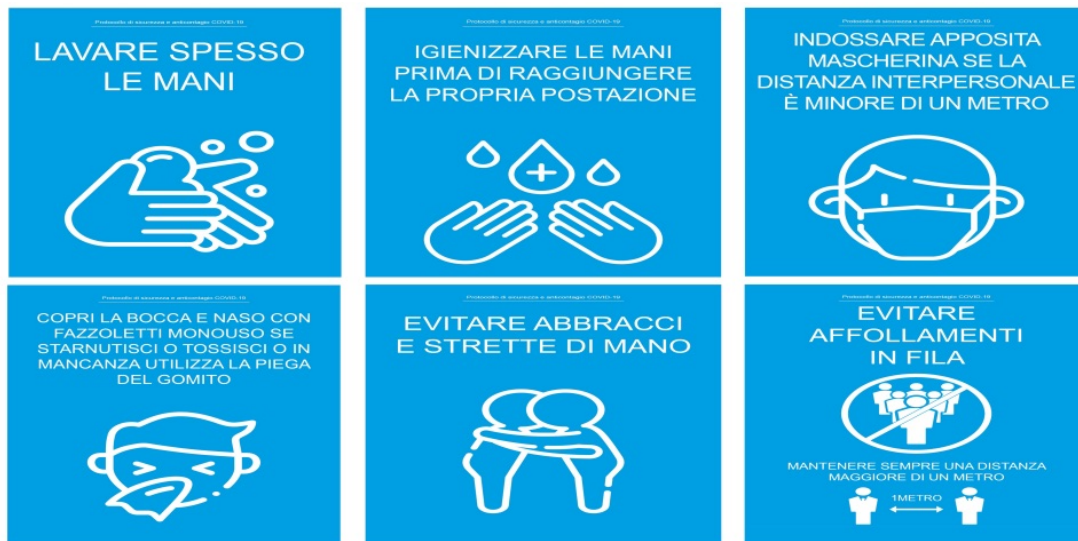 Protocollo di sicurezza e anticontagio COVID-19
LAVARE SPESSO
LE MANI
Protocollo di sicurezza e anticontagio COVID-19
IGIENIZZARE LE MANI
PRIMA DI RAGGIUNGERE
LA PROPRIA POSTAZIONE
Protocollo di sicurezza e anticontagio COVID-19
INDOSSARE APPOSITA
MASCHERINA SE LA
DISTANZA INTERPERSONALE
È MINORE DI UN METRO
Protocollo di sicurezza e anticontagio COVID-19
COPRI LA BOCCA E NASO CON
FAZZOLETTI MONOUSO SE
STARNUTISCI O TOSSISCI O IN
MANCANZA UTILIZZA LA PIEGA
DEL GOMITO
Protocollo di sicurezza e anticontagio COVID-19
EVITARE ABBRACCI
E STRETTE DI MANO
Protocollo di sicurezza e anticontagio COVID-19
EVITARE
AFFOLLAMENTI
IN FILA
MANTENERE SEMPRE UNA DISTANZA
MAGGIORE DI UN METRO
1METRO